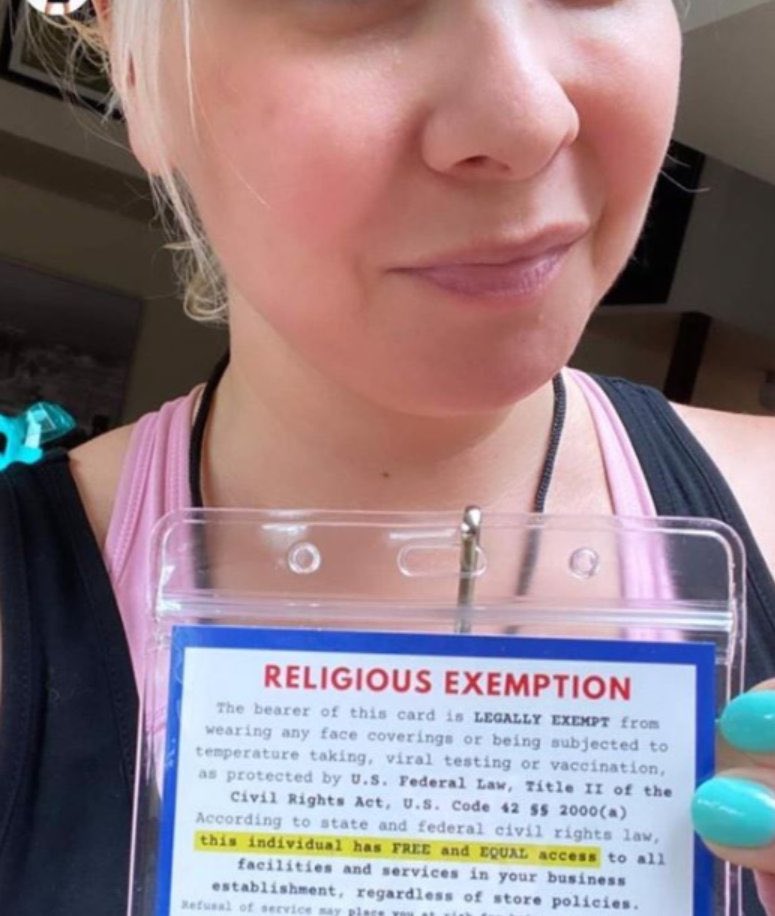 RELIGIOUS EXEMPTION
The bearer of this card is LEGALLY EXEMPT from
wearing any face coverings or being subjected to
temperature taking, viral testing or vaccination,
as protected by U.S. Federal Law, Title II of the
Civil Rights Act, U.S. Code 42 §§ 2000(a)
According to state and federal civil rights law,
this individual has FREE and EQUAL access to all
facilities and services in your business
establishment, regardless of store policies.
Refusal of service may place you at risk for